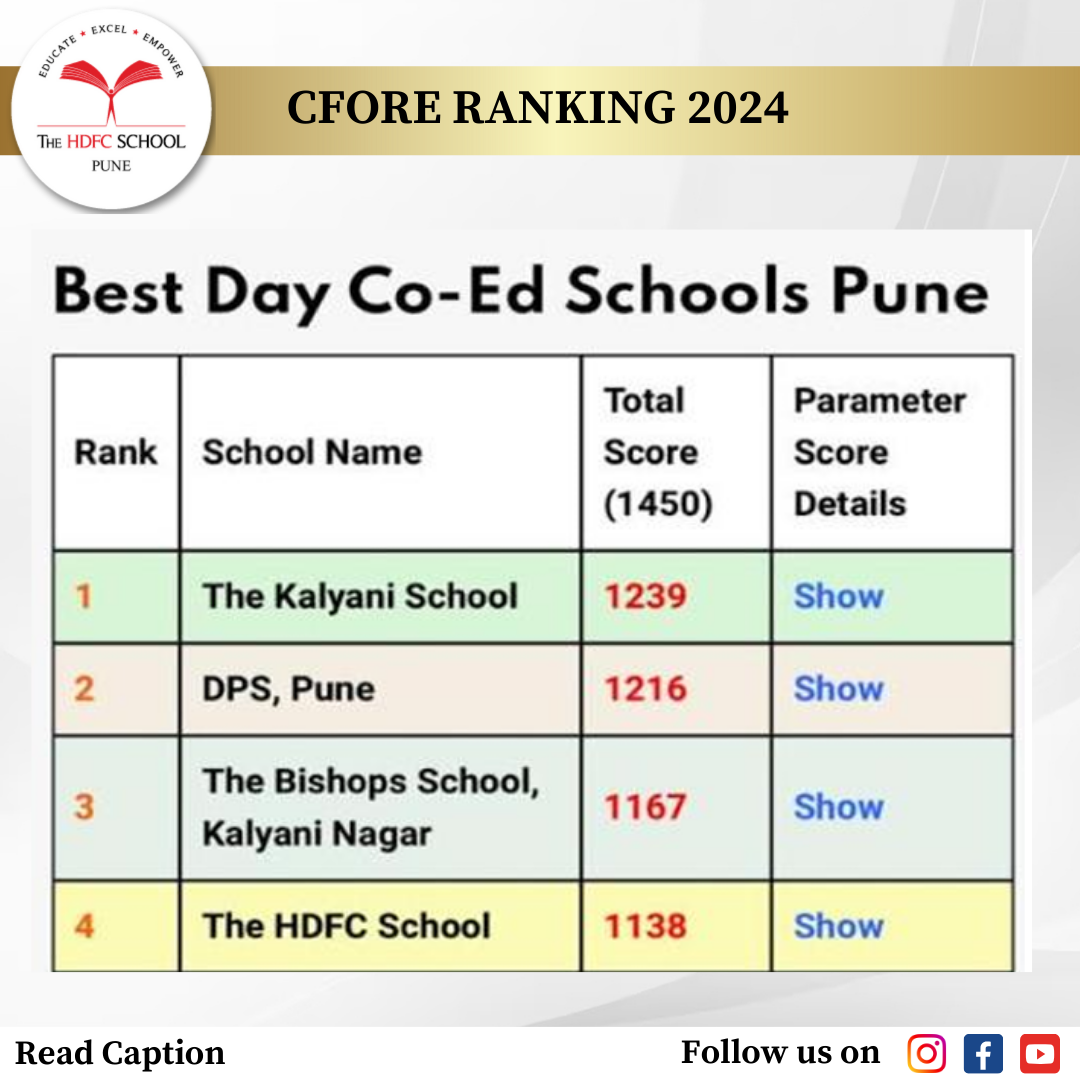 EDUCATE ★ EXCEL ★ EMPOWER
THE HDFC SCHOOL
PUNE
CFORE RANKING 2024
Best Day Co-Ed Schools Pune
Rank School Name Total Score (1450) Parameter Score Details
1 The Kalyani School 1239 Show
2 DPS, Pune 1216 Show
3 The Bishops School, Kalyani Nagar 1167 Show
4 The HDFC School 1138 Show
Read Caption
Follow us on